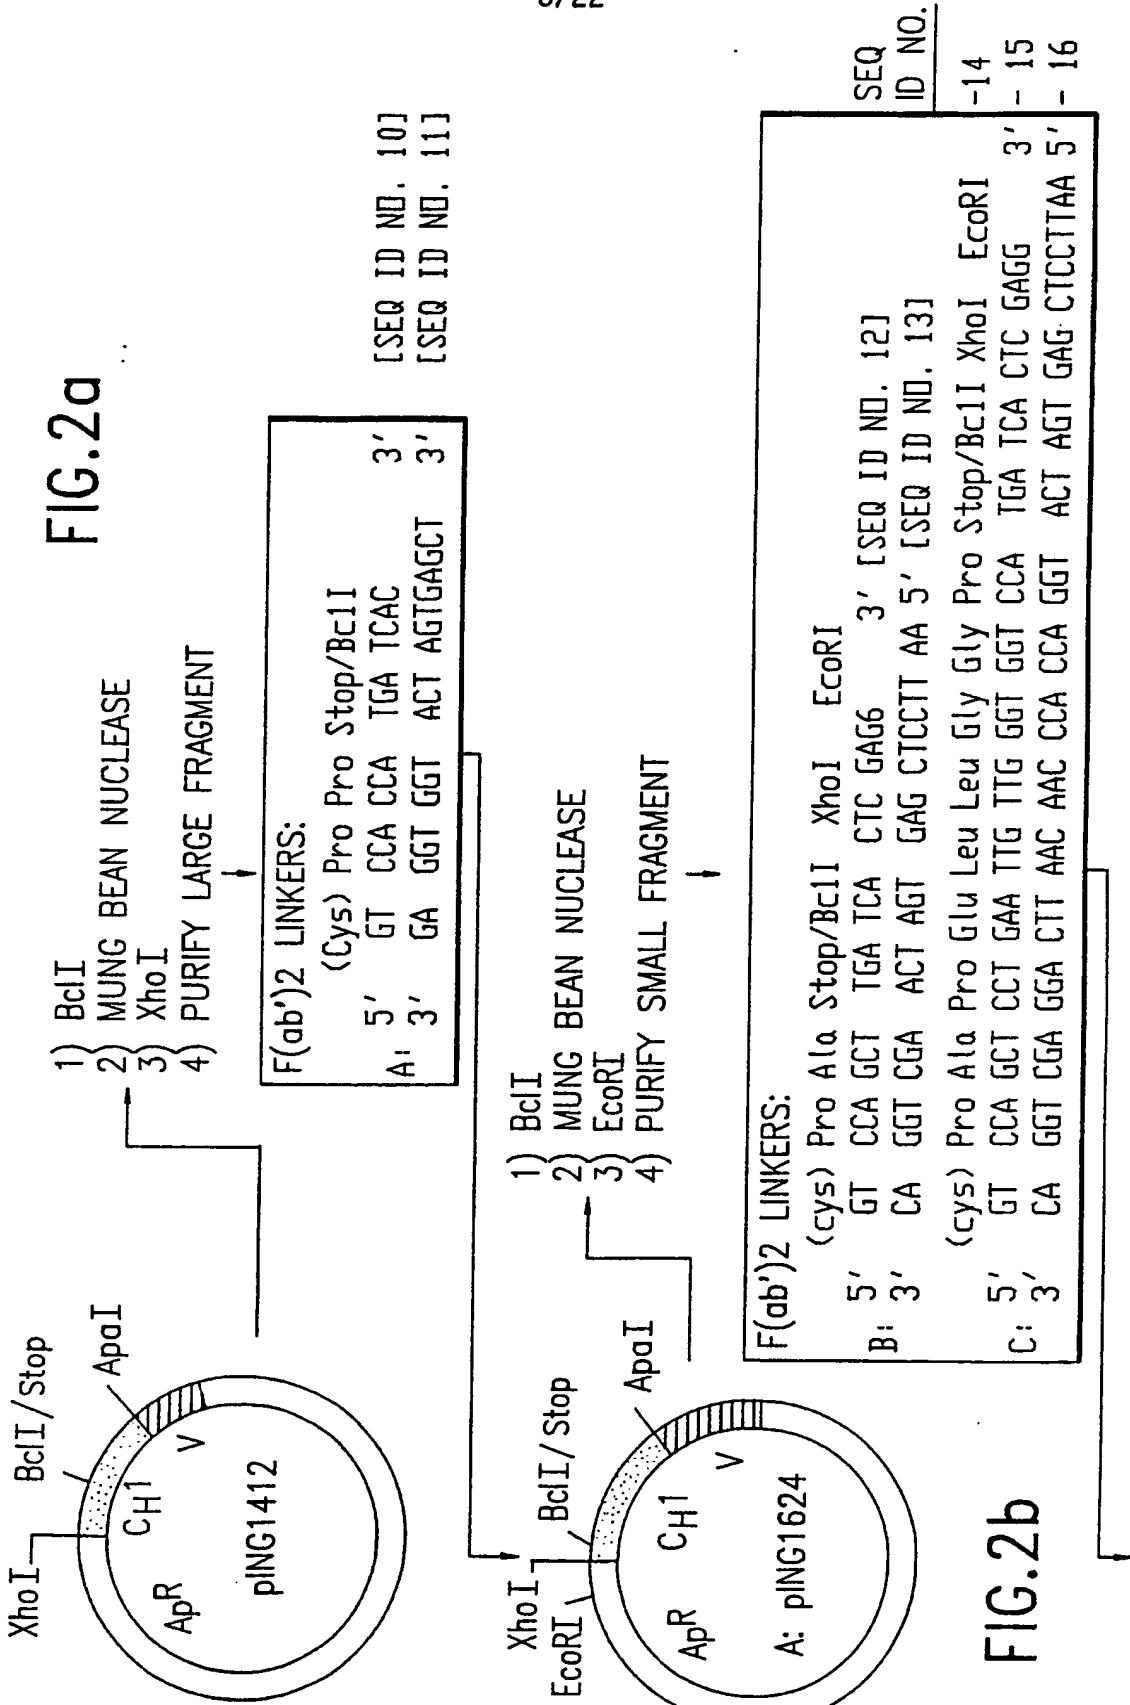 FIG.2a
XhoI
BclI/Stop
ApaI
CH1
V
ApR
pING1412
1) BclI
2) MUNG BEAN NUCLEASE
3) XhoI
4) PURIFY LARGE FRAGMENT
F(ab')2 LINKERS:
(Cys) Pro Pro Stop/BclI
5' GT CCA CCA TGA TCAC 3' [SEQ ID NO. 10]
A: 3' GA GGT GGT ACT AGTGAGCT 3' [SEQ ID NO. 11]
XhoI
EcoRI
BclI/Stop
ApaI
CH1
V
ApR
A: pING1624
1) BclI
2) MUNG BEAN NUCLEASE
3) EcoRI
4) PURIFY SMALL FRAGMENT
F(ab')2 LINKERS:
(cys) Pro Ala Stop/BclI XhoI EcoRI
B: 5' GT CCA GCT TGA TCA CTC GAG6 3' [SEQ ID NO. 12]
3' CA GGT CGA ACT AGT GAG CTCCTT AA 5' [SEQ ID NO. 13]
SEQ
ID NO.
(cys) Pro Ala Pro Glu Leu Leu Gly Gly Pro Stop/BclI XhoI EcoRI -14
C: 5' GT CCA GCT CCT GAA TTG TTG GGT GGT CCA TGA TCA CTC GAGG 3' - 15
3' CA GGT CGA GGA CTT AAC AAC CCA CCA GGT ACT AGT GAG CTCCTTAA 5' - 16
FIG.2b